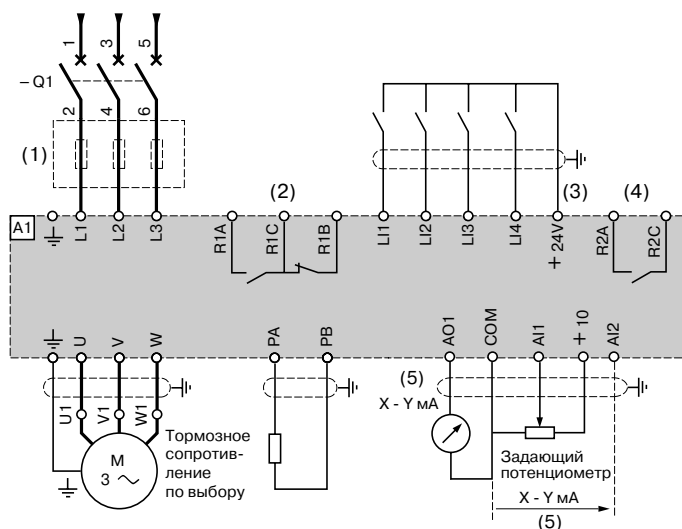 1 3 5
– Q1
2 4 6
(1) (2) (3) (4)
A1 L1 L2 L3 R1A R1C R1B LI1 LI2 LI3 LI4 + 24V R2A R2C
U V W PA PB AO1 COM AI1 + 10 AI2
(5)
X - Y мА
U1 V1 W1
M
3 ~
Тормозное
сопротив-
ление
по выбору
Задающий
потенциометр
X - Y мА
(5)